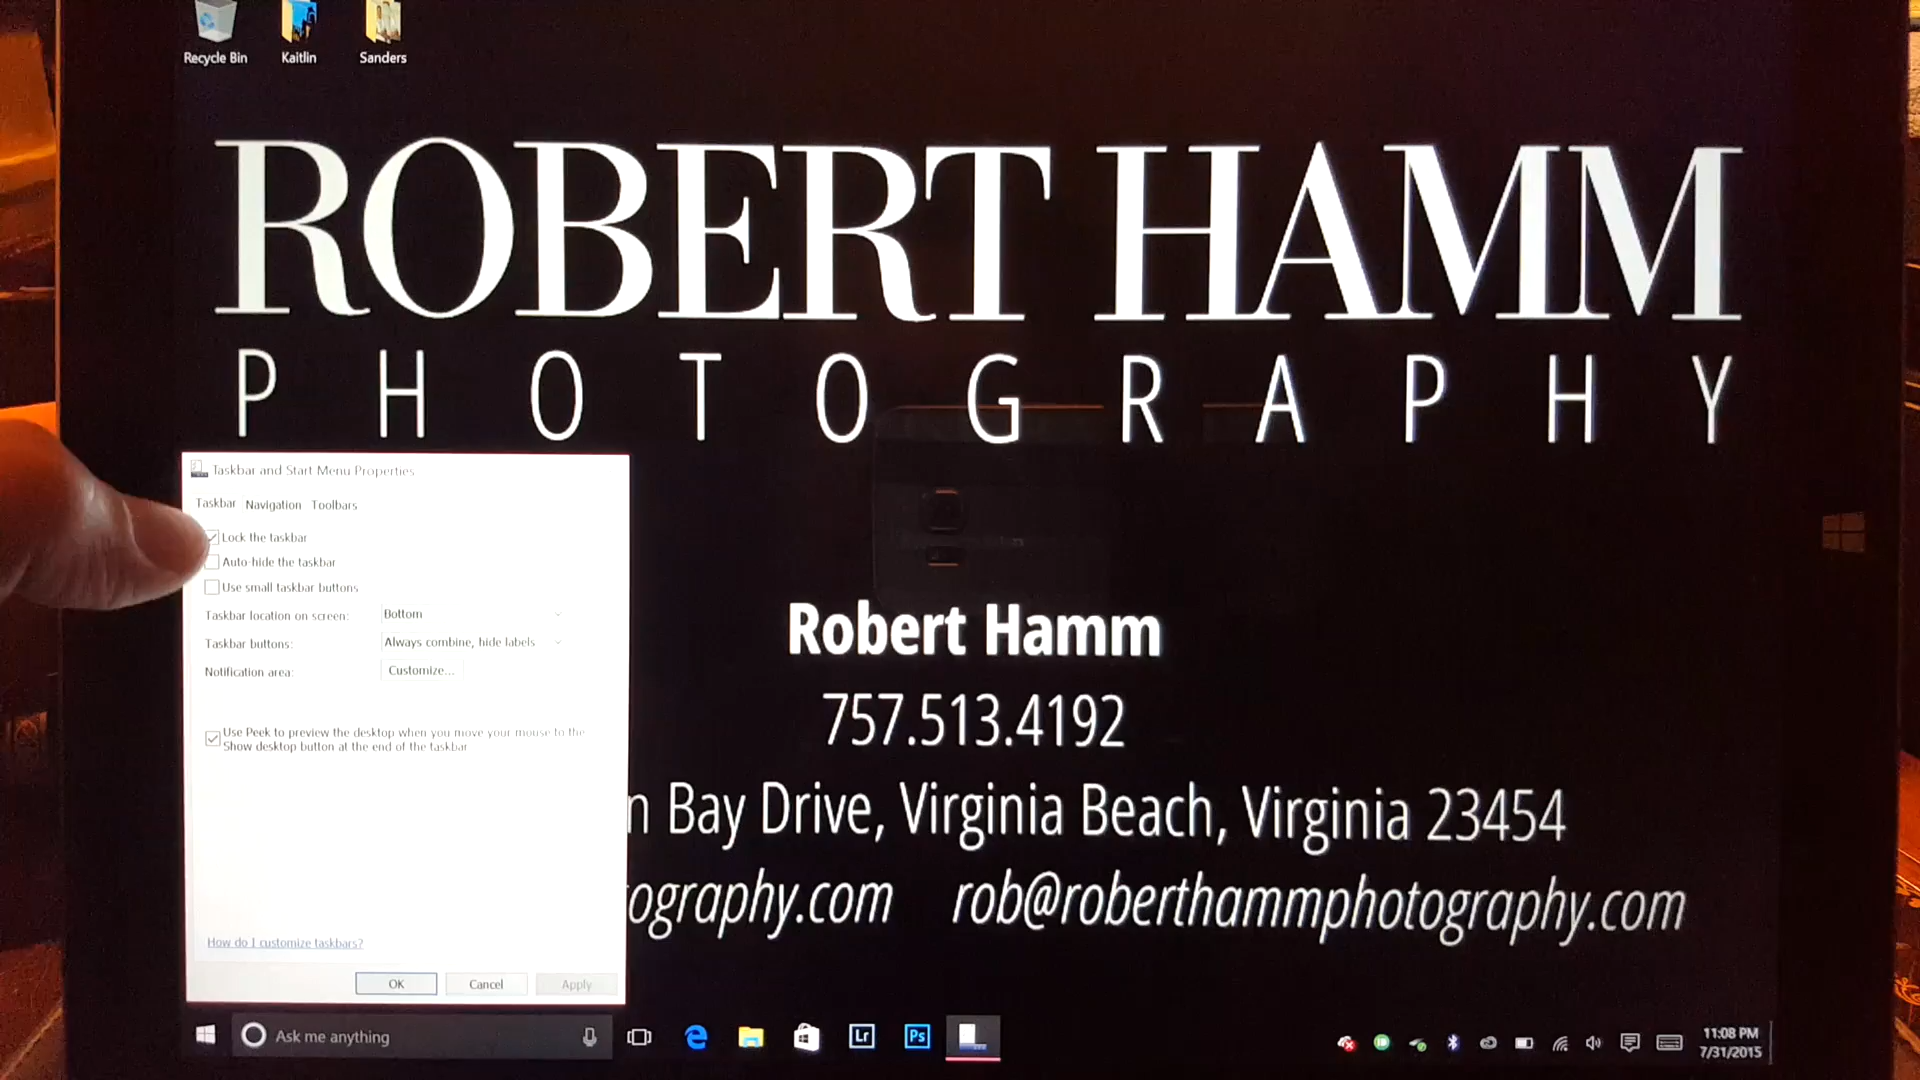 Recycle Bin
Kaitlin
Sanders
ROBERT HAMM
PHOTOGRAPHY
Taskbar and Start Menu Properties
Taskbar Navigation Toolbars
Lock the taskbar
Auto-hide the taskbar
Use small taskbar buttons
Taskbar location on screen: Bottom
Taskbar buttons: Always combine, hide labels
Notification area: Customize...
Use Peek to preview the desktop when you move your mouse to the
Show desktop button at the end of the taskbar
How do I customize taskbars?
OK Cancel Apply
Robert Hamm
757.513.4192
n Bay Drive, Virginia Beach, Virginia 23454
ography.com rob@roberthammphotography.com
Ask me anything
Lr
Ps
11:08 PM
7/31/2015